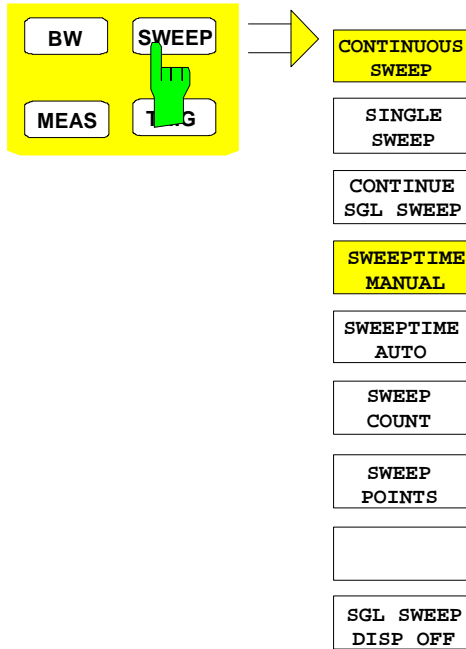 BW
SWEEP
MEAS
CONTINUOUS
SWEEP
SINGLE
SWEEP
CONTINUE
SGL SWEEP
SWEEPTIME
MANUAL
SWEEPTIME
AUTO
SWEEP
COUNT
SWEEP
POINTS
SGL SWEEP
DISP OFF